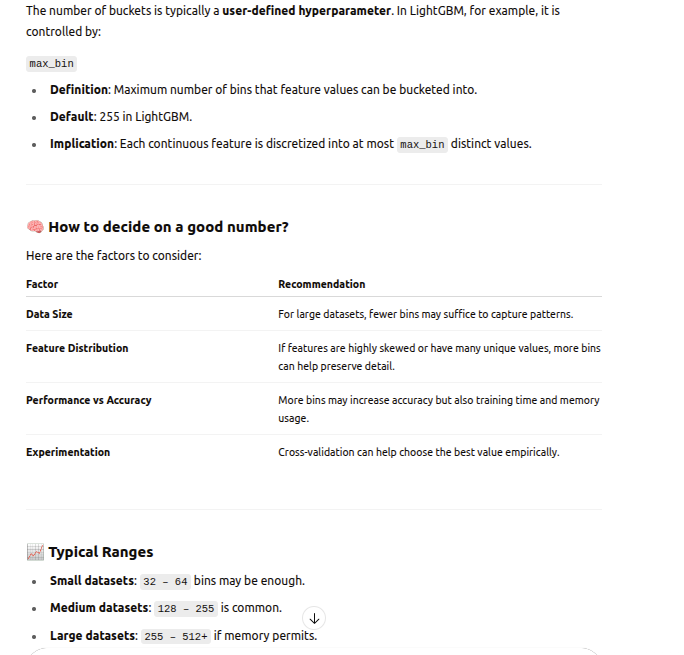 The number of buckets is typically a user-defined hyperparameter. In LightGBM, for example, it is
controlled by:
max_bin
• Definition: Maximum number of bins that feature values can be bucketed into.
• Default: 255 in LightGBM.
• Implication: Each continuous feature is discretized into at most max_bin distinct values.
🧠 How to decide on a good number?
Here are the factors to consider:
Factor Recommendation
Data Size For large datasets, fewer bins may suffice to capture patterns.
Feature Distribution If features are highly skewed or have many unique values, more bins
can help preserve detail.
Performance vs Accuracy More bins may increase accuracy but also training time and memory
usage.
Experimentation Cross-validation can help choose the best value empirically.
📈 Typical Ranges
• Small datasets: 32 – 64 bins may be enough.
• Medium datasets: 128 – 255 is common.
• Large datasets: 255 – 512+ if memory permits.